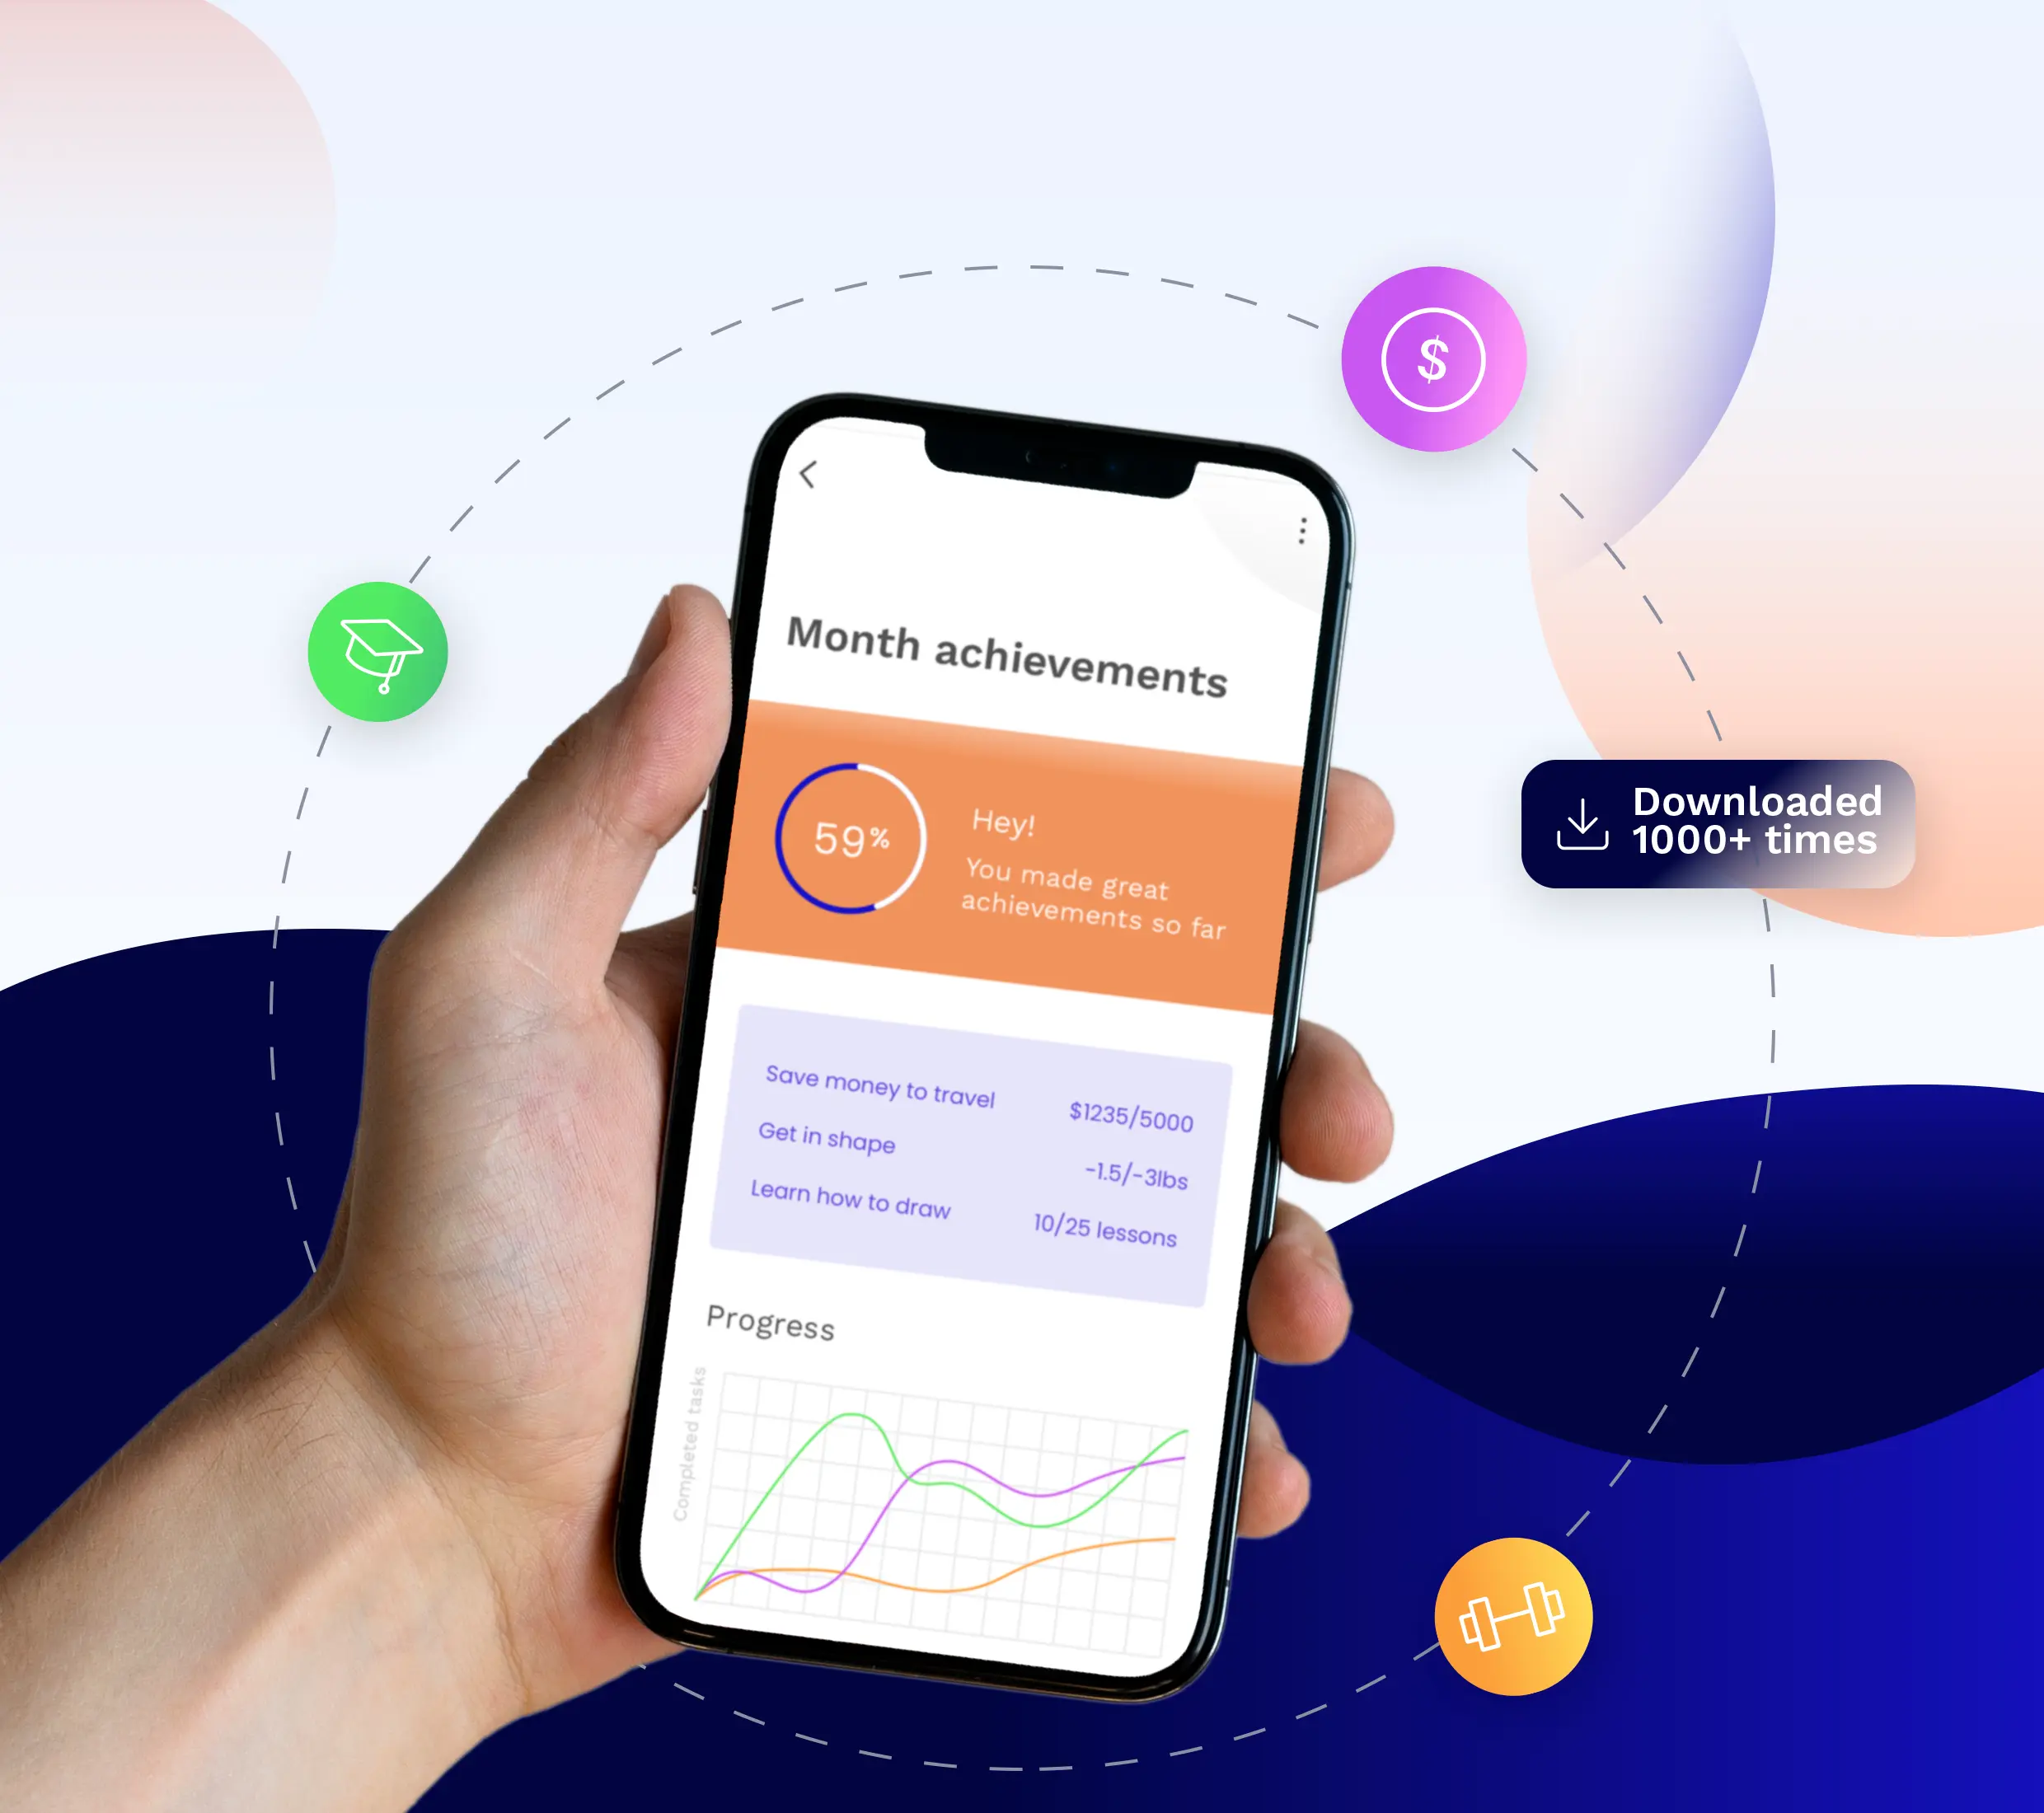 $
Month achievements
59%
Hey!
You made great
achievements so far
Downloaded
1000+ times
Save money to travel $1235/5000
Get in shape -1.5/-3lbs
Learn how to draw 10/25 lessons
Progress
Completed tasks